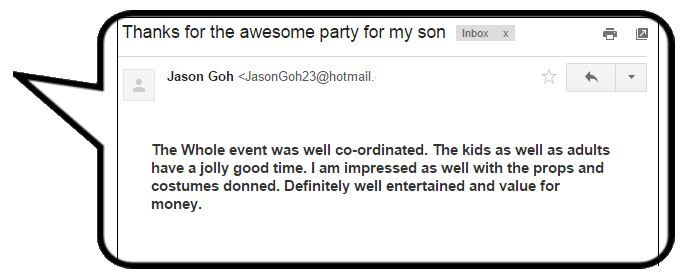 Thanks for the awesome party for my son Inbox x
Jason Goh <JasonGoh23@hotmail.
The Whole event was well co-ordinated. The kids as well as adults
have a jolly good time. I am impressed as well with the props and
costumes donned. Definitely well entertained and value for
money.